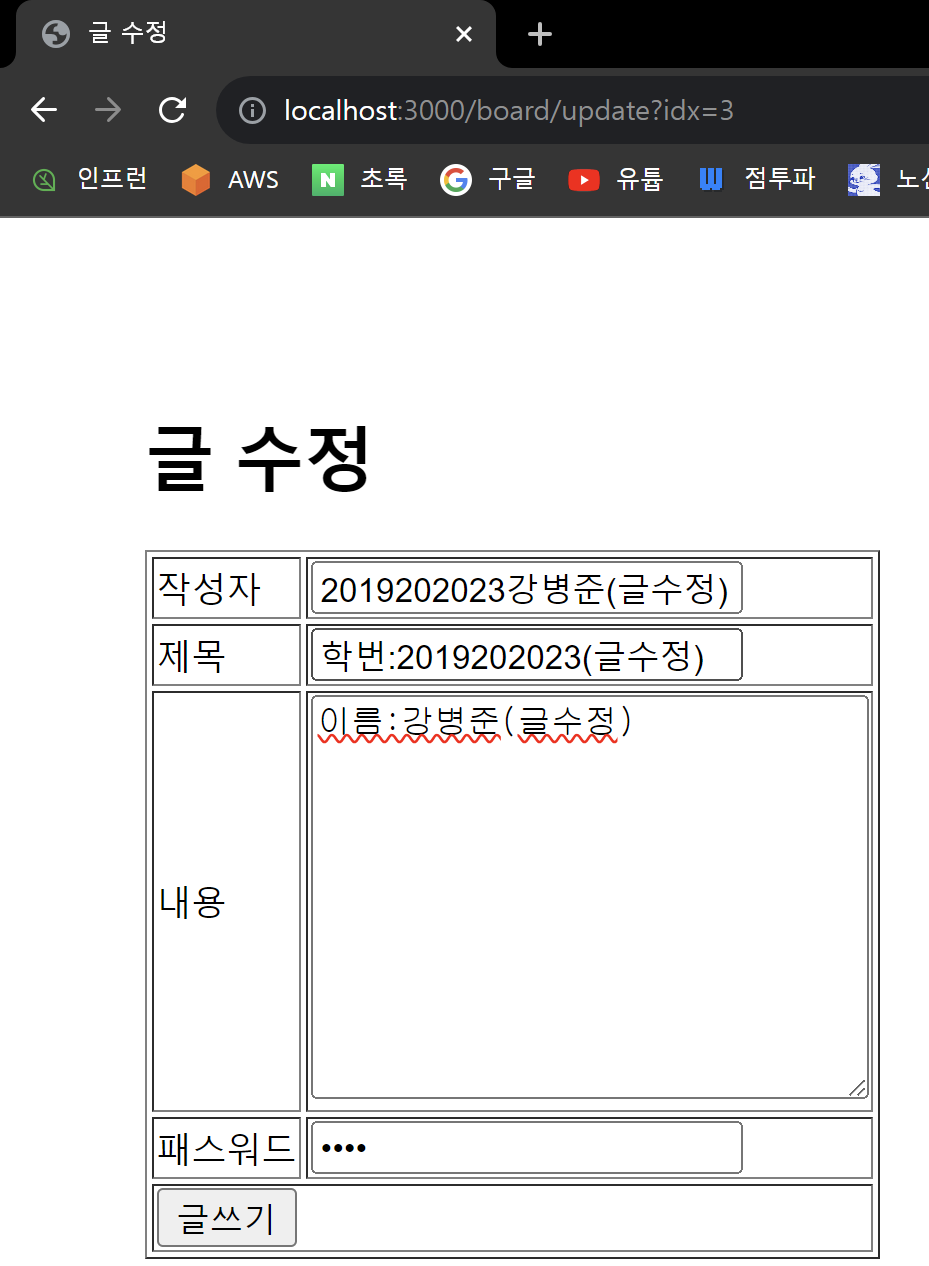 글 수정
localhost:3000/board/update?idx=3
인프런 AWS N 초록 구글 유튭 W 점투파
글 수정
작성자 2019202023강병준(글수정)
제목 학번:2019202023(글수정)
내용 이름:강병준(글수정)
패스워드 ••••
글쓰기